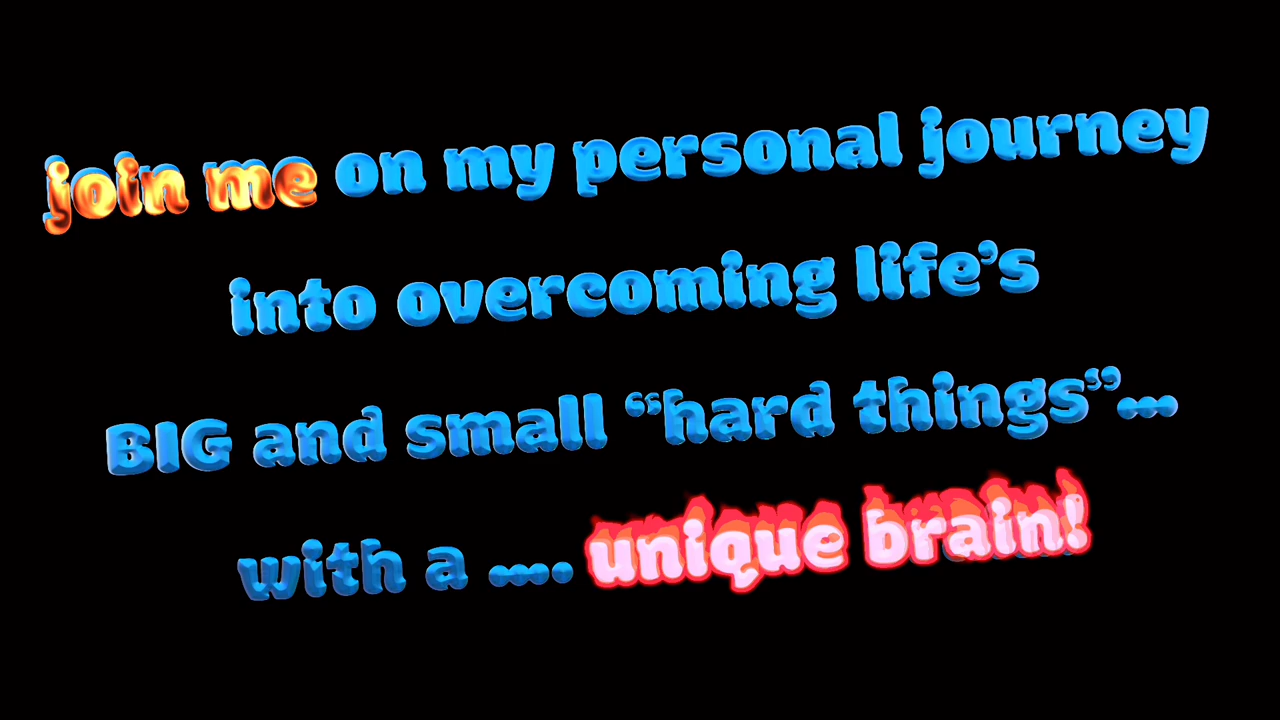 join me on my personal journey
into overcoming life’s
BIG and small “hard things”...
with a .... unique brain!